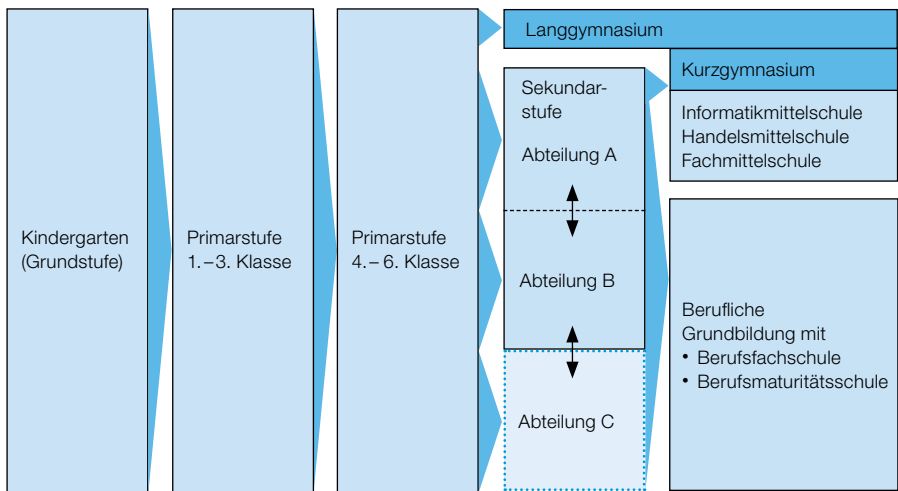 Kindergarten
(Grundstufe)
Primarstufe
1.–3. Klasse
Primarstufe
4.–6. Klasse
Langgymnasium
Sekundar-
stufe
Abteilung A
Abteilung B
Abteilung C
Kurzgymnasium
Informatikmittelschule
Handelsmittelschule
Fachmittelschule
Berufliche
Grundbildung mit
• Berufsfachschule
• Berufsmaturitätsschule